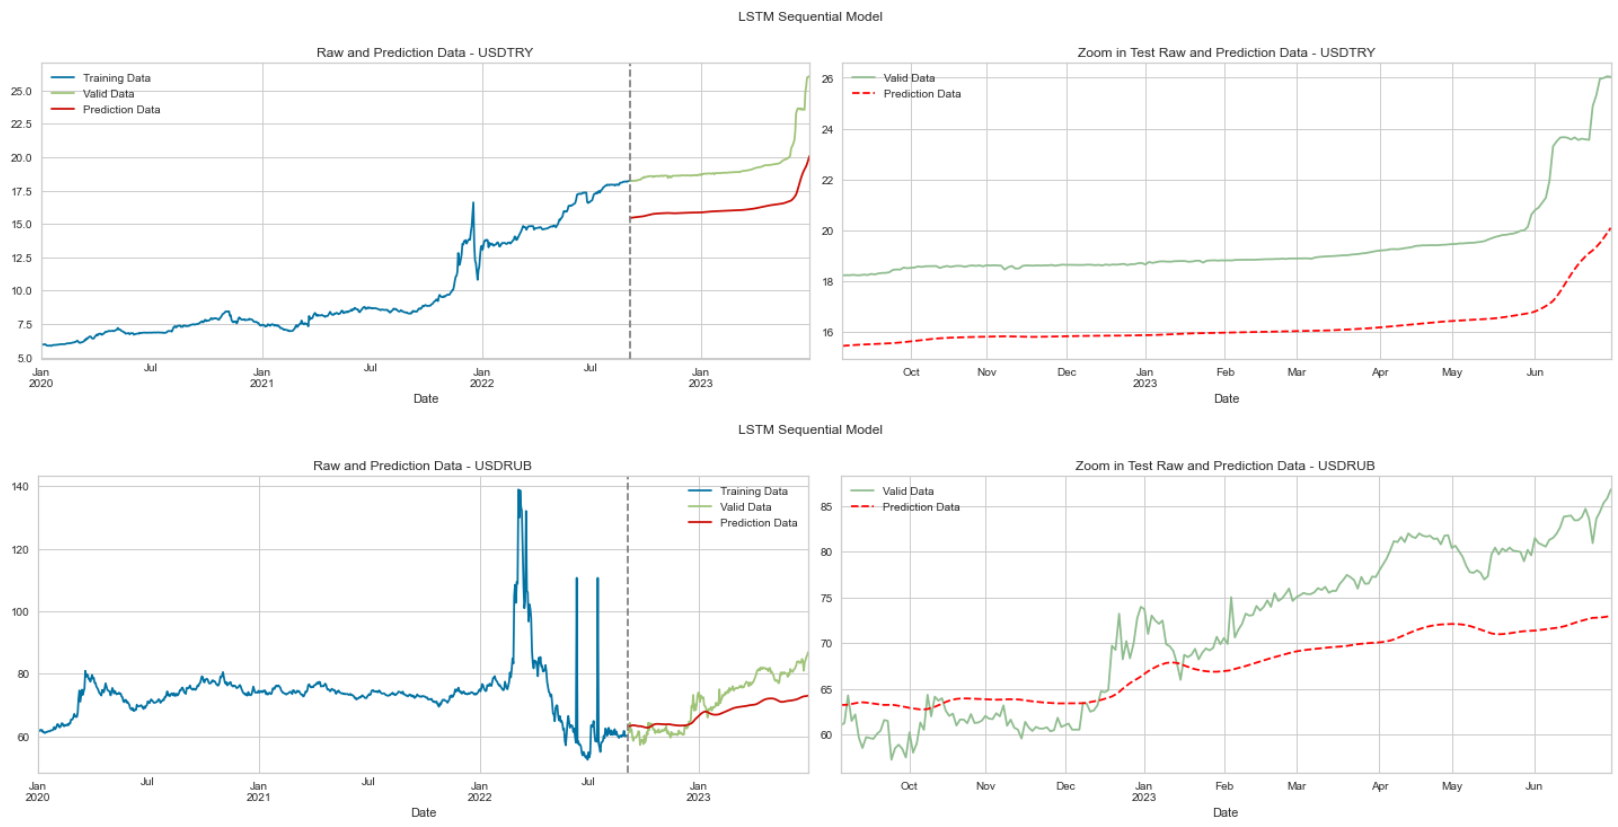 LSTM Sequential Model
Raw and Prediction Data - USDTRY
Training Data
Valid Data
Prediction Data
25.0
22.5
20.0
17.5
15.0
12.5
10.0
7.5
5.0
Jan Jul Jan Jul Jan Jul Jan
2020 2021 2022 2023
Date
Zoom in Test Raw and Prediction Data - USDTRY
Valid Data
Prediction Data
26
24
22
20
18
16
Oct Nov Dec Jan Feb Mar Apr May Jun
2023
Date
LSTM Sequential Model
Raw and Prediction Data - USDRUB
Training Data
Valid Data
Prediction Data
140
120
100
80
60
Jan Jul Jan Jul Jan Jul Jan
2020 2021 2022 2023
Date
Zoom in Test Raw and Prediction Data - USDRUB
Valid Data
Prediction Data
85
80
75
70
65
60
Oct Nov Dec Jan Feb Mar Apr May Jun
2023
Date